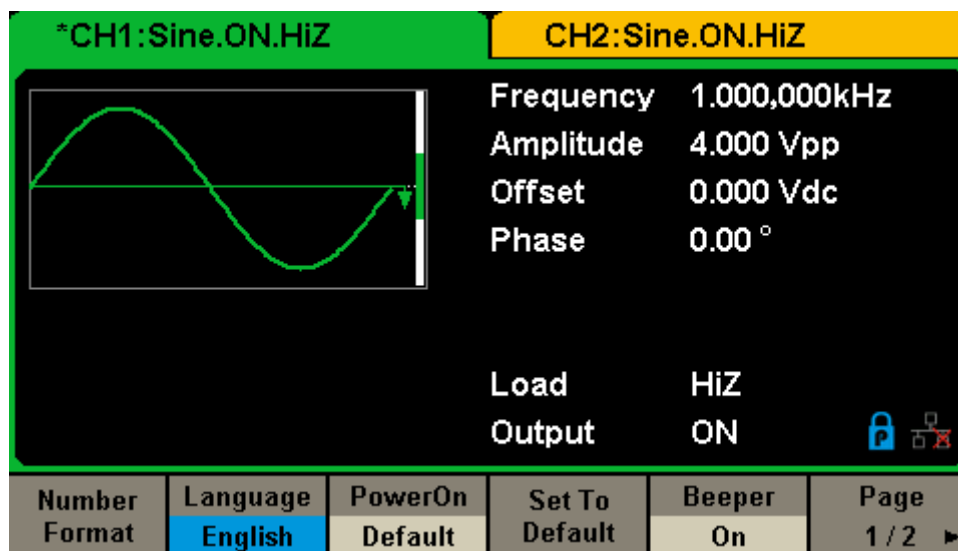 *CH1:Sine.ON.HiZ CH2:Sine.ON.HiZ
Frequency 1.000,000kHz
Amplitude 4.000 Vpp
Offset 0.000 Vdc
Phase 0.00 °
Load HiZ
Output ON
P
Number Format
Language English
PowerOn Default
Set To Default
Beeper On
Page 1/2